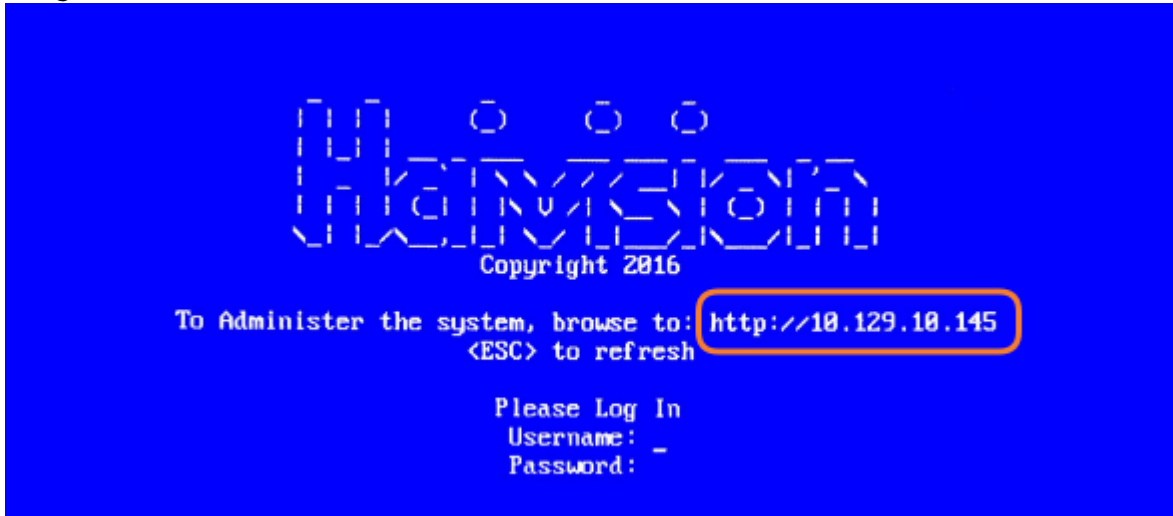 Haivision
Copyright 2016
To Administer the system, browse to: http://10.129.10.145
<ESC> to refresh
Please Log In
Username: _
Password: